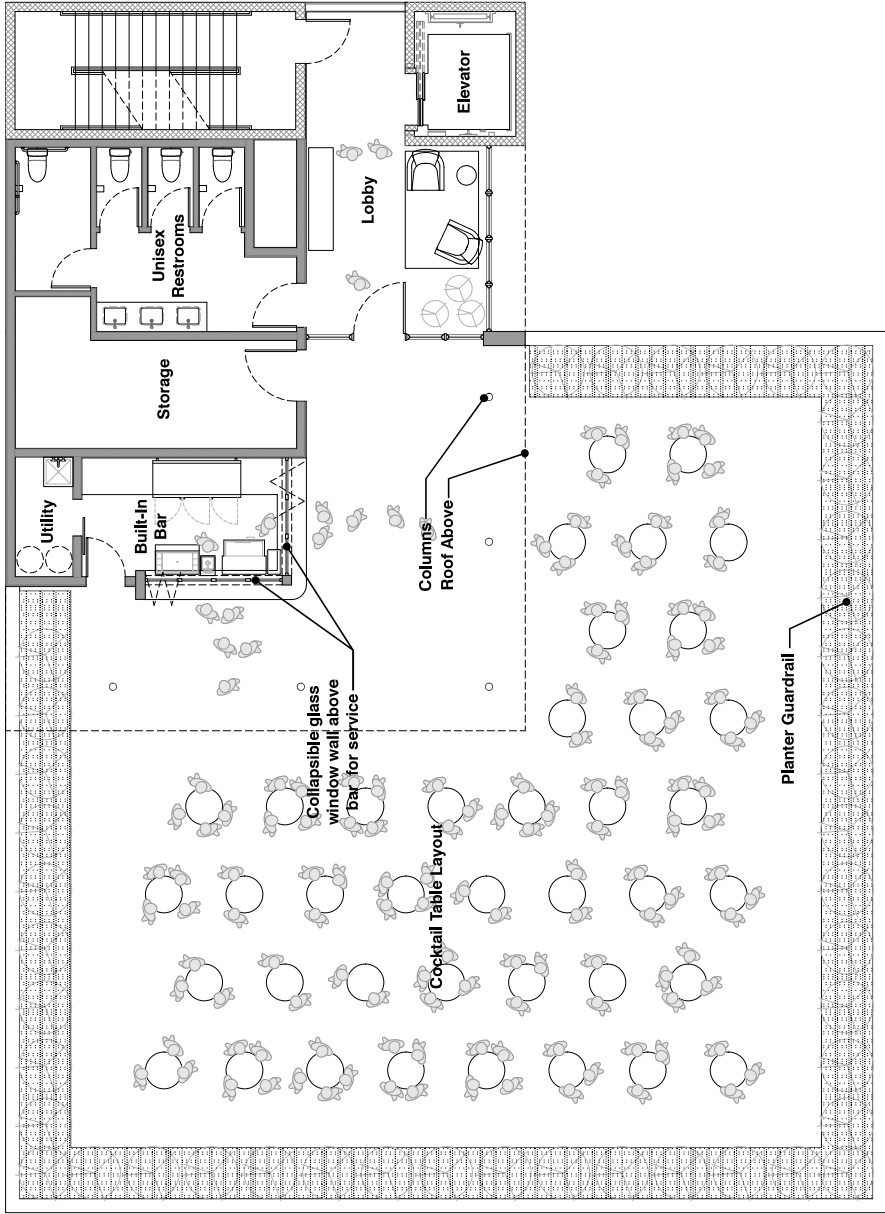 Elevator
Lobby
Unisex
Restrooms
Storage
Utility
Built-In
Bar
Columns
Roof Above
Collapsible glass
window wall above
bar, for service
Planter Guardrail
Cocktail Table Layout